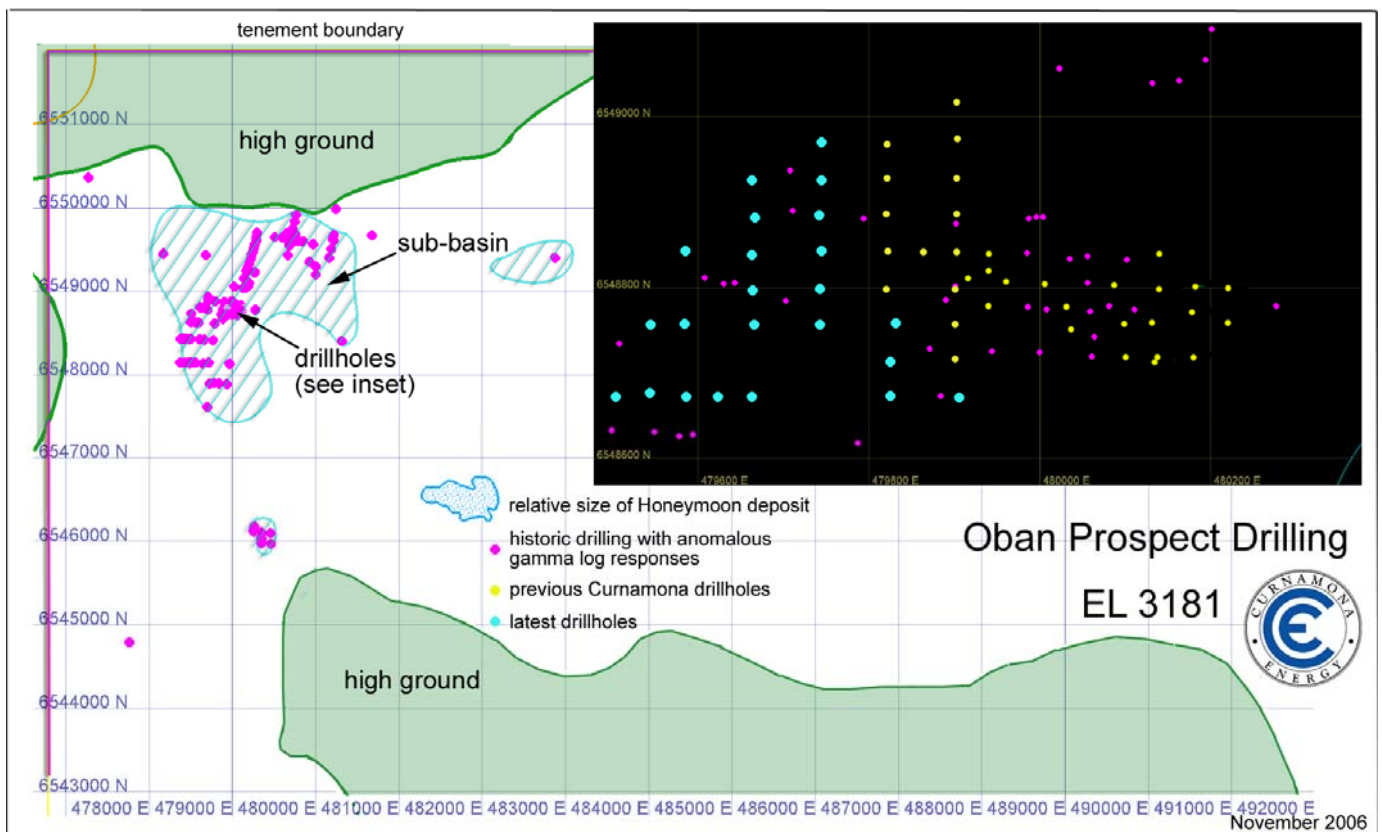 tenement boundary
6551000 N
high ground
6550000 N
sub-basin
6549000 N
drillholes
(see inset)
6548000 N
6547000 N
6546000 N
6545000 N
6544000 N
6543000 N
high ground
478000 E 479000 E 480000 E 481000 E 482000 E 483000 E 484000 E 485000 E 486000 E 487000 E 488000 E 489000 E 490000 E 491000 E 492000 E
6549000 N
6548800 N
6548600 N
479600 E
479800 E
480000 E
480200 E
relative size of Honeymoon deposit
historic drilling with anomalous
gamma log responses
previous Curnamona drillholes
latest drillholes
Oban Prospect Drilling
EL 3181
CURNAMONA
ENERGY
November 2006